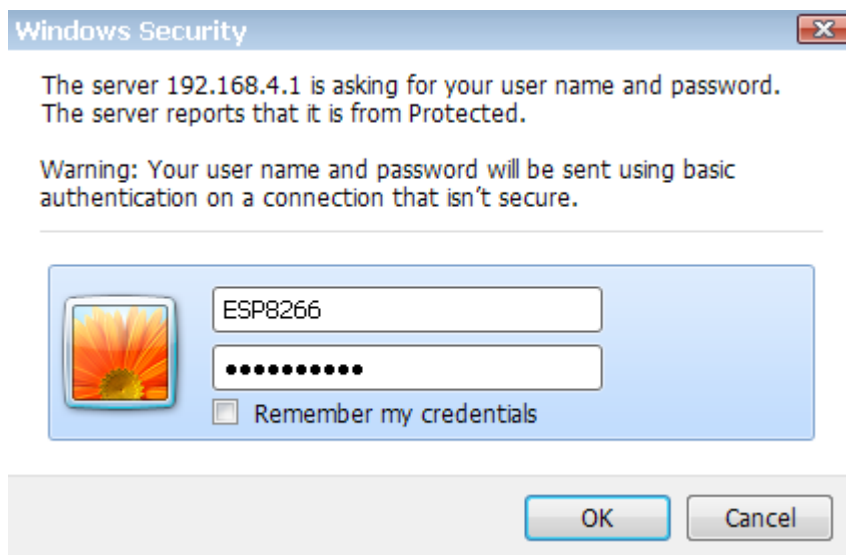 Windows Security
The server 192.168.4.1 is asking for your user name and password.
The server reports that it is from Protected.
Warning: Your user name and password will be sent using basic
authentication on a connection that isn't secure.
ESP8266
●●●●●●●●●●
Remember my credentials
OK
Cancel